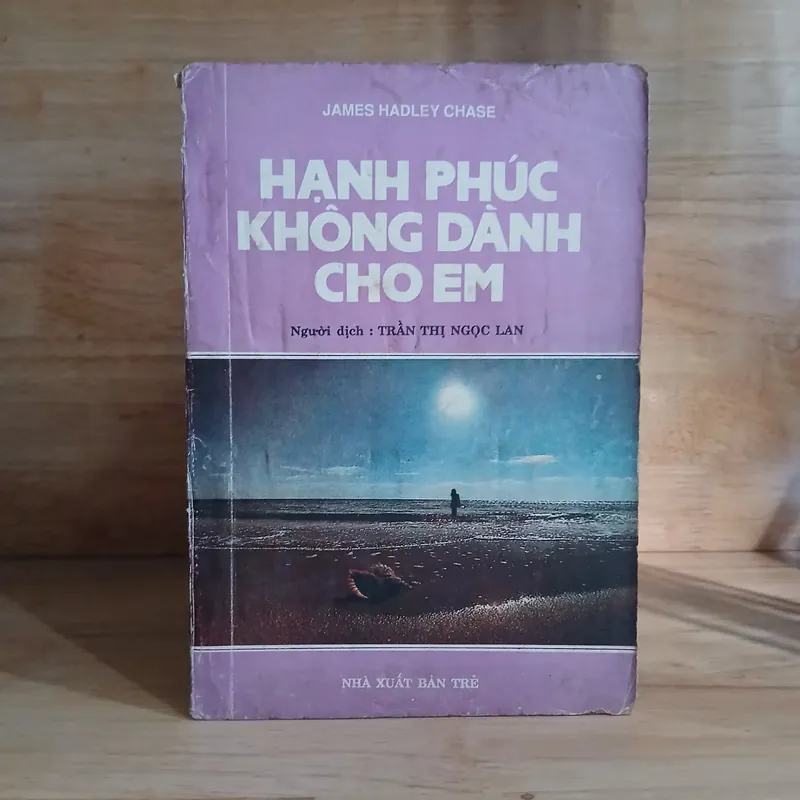 JAMES HADLEY CHASE
HẠNH PHÚC
KHÔNG DÀNH
CHO EM
Người dịch : TRẦN THỊ NGỌC LAN
NHÀ XUẤT BẢN TRẺ